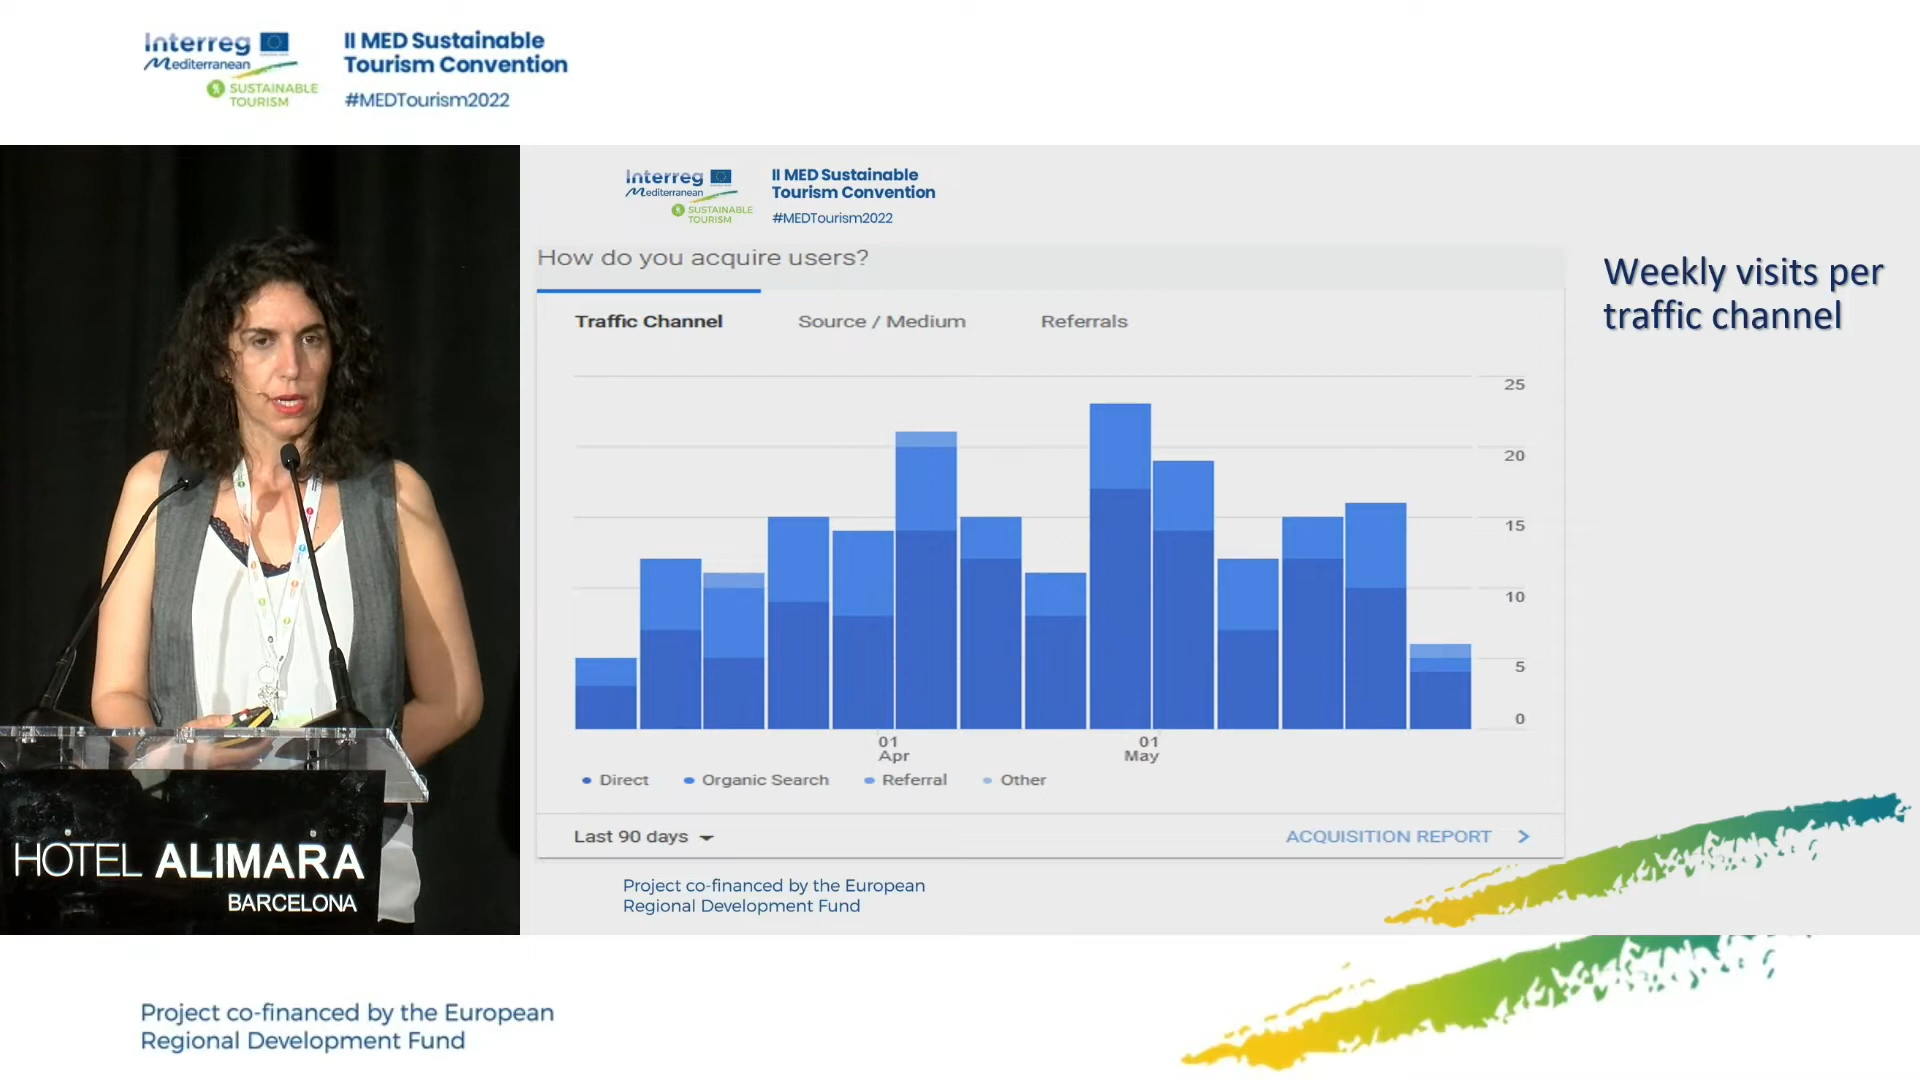 Interreg
Mediterranean
SUSTAINABLE
TOURISM
II MED Sustainable
Tourism Convention
#MEDTourism2022
Interreg
Mediterranean
SUSTAINABLE
TOURISM
II MED Sustainable
Tourism Convention
#MEDTourism2022
How do you acquire users?
Traffic Channel Source / Medium Referrals
25
20
15
10
5
0
01 01
Apr May
Direct Organic Search Referral Other
Last 90 days ACQUISITION REPORT
Weekly visits per
traffic channel
Project co-financed by the European
Regional Development Fund
HOTEL ALIMARA
BARCELONA
Project co-financed by the European
Regional Development Fund